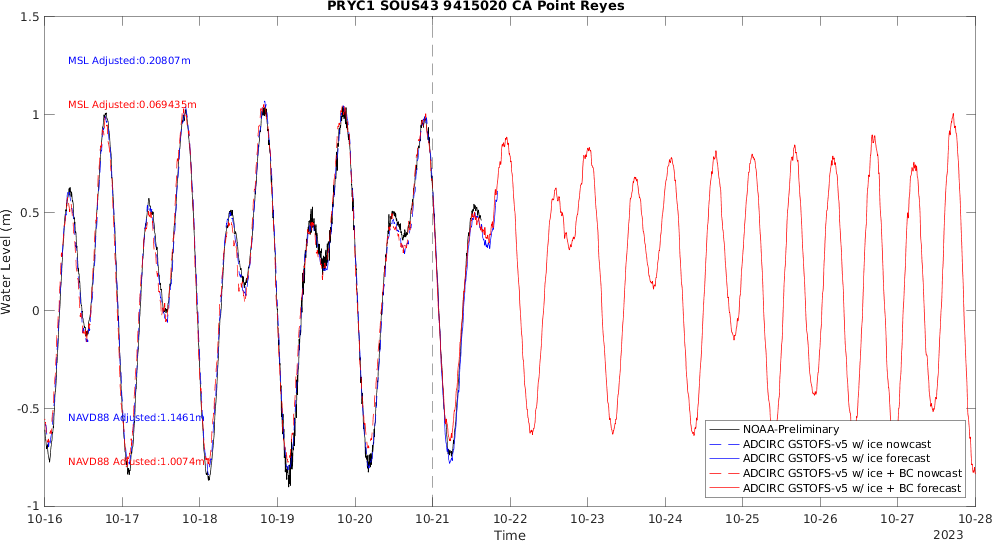 PRYC1 SOUS43 9415020 CA Point Reyes
1.5
MSL Adjusted:0.20807m
MSL Adjusted:0.069435m
1
0.5
0
-0.5
-1
Water Level (m)
NAVD88 Adjusted:1.1461m
NAVD88 Adjusted:1.0074m
NOAA-Preliminary
ADCIRC GSTOFS-v5 w/ ice nowcast
ADCIRC GSTOFS-v5 w/ ice forecast
ADCIRC GSTOFS-v5 w/ ice + BC nowcast
ADCIRC GSTOFS-v5 w/ ice + BC forecast
10-16 10-17 10-18 10-19 10-20 10-21 10-22 10-23 10-24 10-25 10-26 10-27 10-28
Time
2023